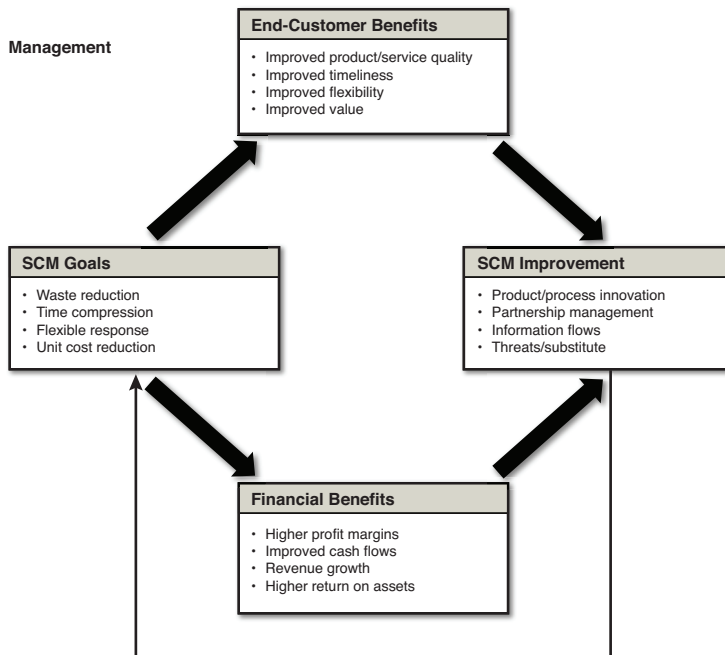 Management
End-Customer Benefits
• Improved product/service quality
• Improved timeliness
• Improved flexibility
• Improved value
SCM Goals
• Waste reduction
• Time compression
• Flexible response
• Unit cost reduction
SCM Improvement
• Product/process innovation
• Partnership management
• Information flows
• Threats/substitute
Financial Benefits
• Higher profit margins
• Improved cash flows
• Revenue growth
• Higher return on assets